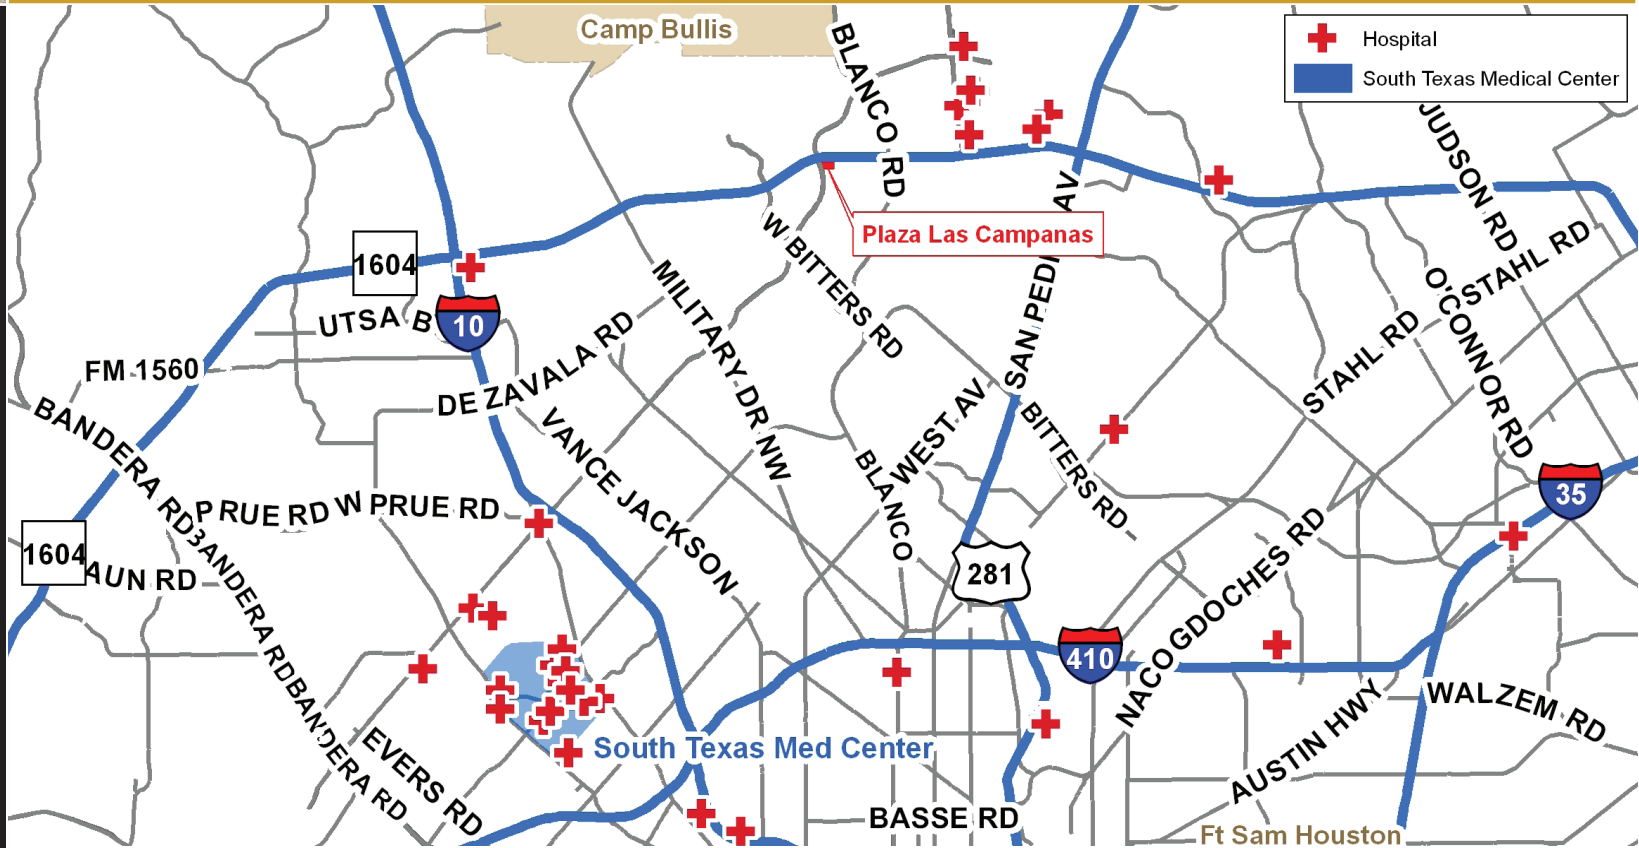 Camp Bullis
Hospital
South Texas Medical Center
BLANCO RD
JUDSON RD
Plaza Las Campanas
SAN PED
AV
W BITTERS RD
STAHL RD
1604
UTSA B
10
MILITARY DR NW
O'CONNOR RD
STAHL RD
FM 1560
DE ZAVALA RD
BANDERA RD
VANCE JACKSON
WEST AV
BITTERS RD
BLANCO
35
PRUE RD
W PRUE RD
1604
AUN RD
BANDERA RD
281
NACOGDOCHES RD
410
BANDERA RD
EVERS RD
South Texas Med Center
WALZEM RD
AUSTIN HWY
BASSE RD
Ft Sam Houston